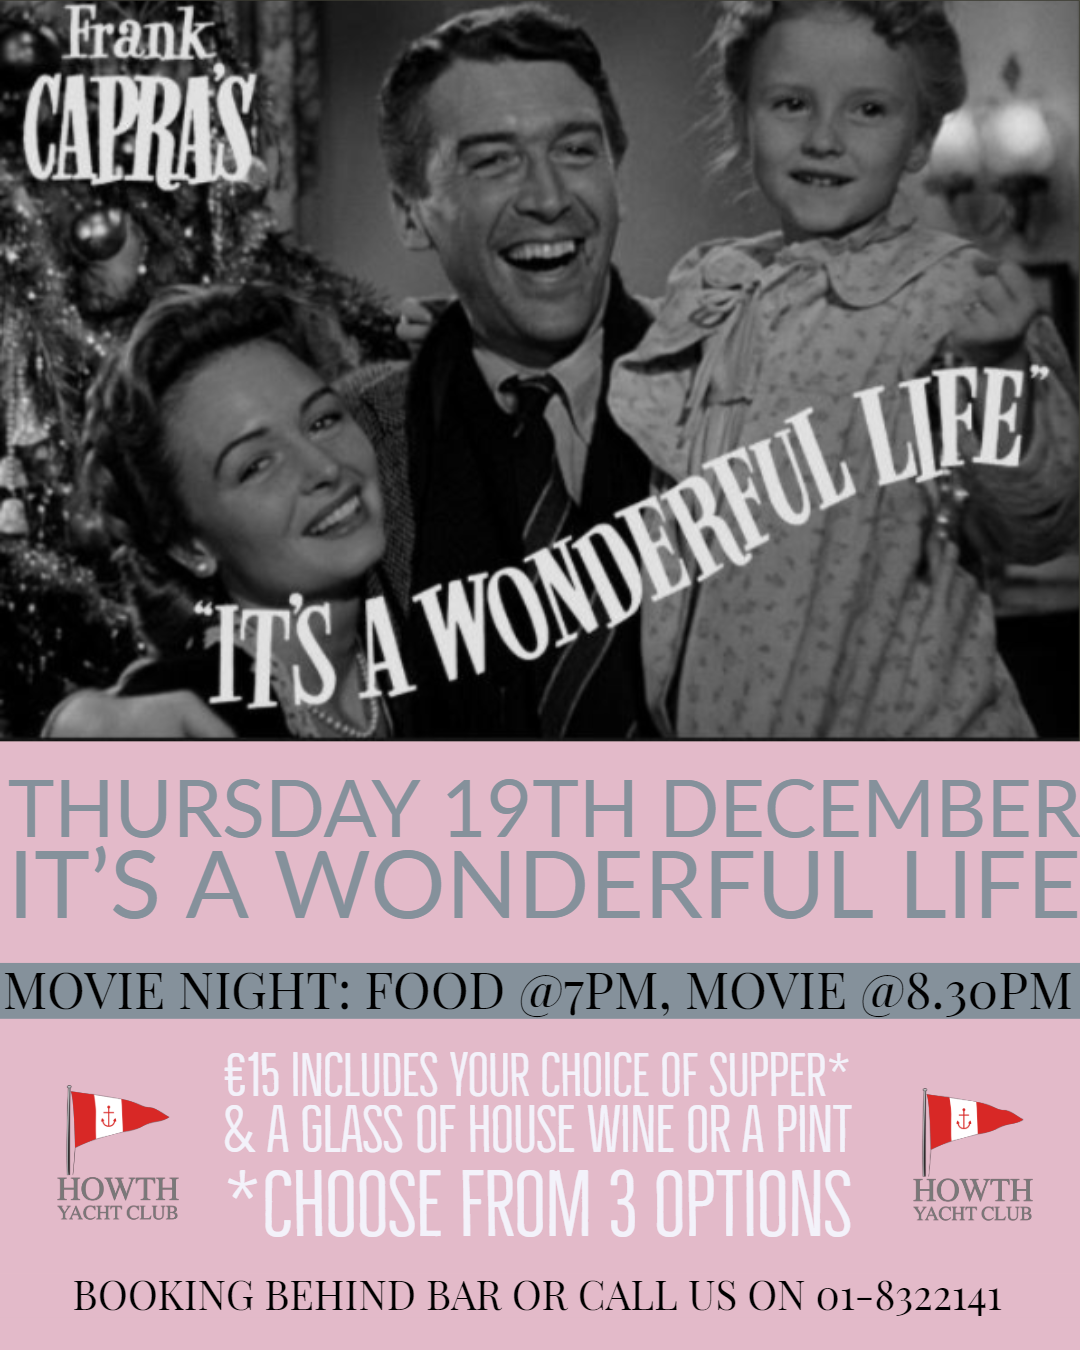 Frank
CAPRA'S
"IT'S A WONDERFUL LIFE"
THURSDAY 19TH DECEMBER
IT'S A WONDERFUL LIFE
MOVIE NIGHT: FOOD @7PM, MOVIE @8.30PM
€15 INCLUDES YOUR CHOICE OF SUPPER*
& A GLASS OF HOUSE WINE OR A PINT
*CHOOSE FROM 3 OPTIONS
HOWTH
YACHT CLUB
HOWTH
YACHT CLUB
BOOKING BEHIND BAR OR CALL US ON 01-8322141